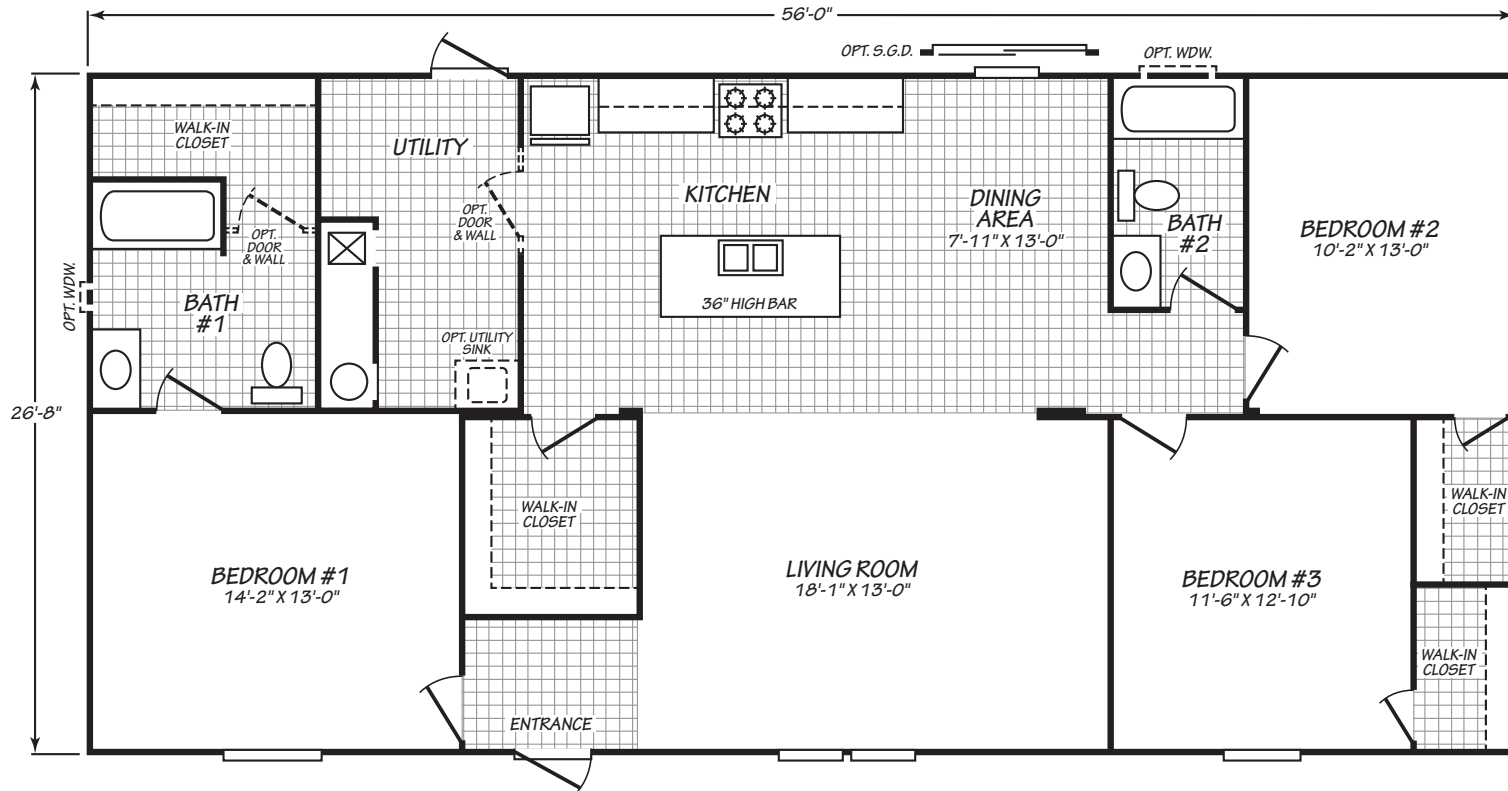 56'-0"
OPT. S.G.D.
OPT. WDW.
WALK-IN
CLOSET
UTILITY
KITCHEN
DINING
AREA
7'-11" X 13'-0"
BATH
#2
BEDROOM #2
10'-2" X 13'-0"
OPT.
DOOR
& WALL
OPT.
DOOR
& WALL
OPT. WDW.
BATH
#1
36" HIGH BAR
OPT. UTILITY
SINK
26'-8"
WALK-IN
CLOSET
WALK-IN
CLOSET
BEDROOM #1
14'-2" X 13'-0"
LIVING ROOM
18'-1" X 13'-0"
BEDROOM #3
11'-6" X 12'-10"
WALK-IN
CLOSET
ENTRANCE